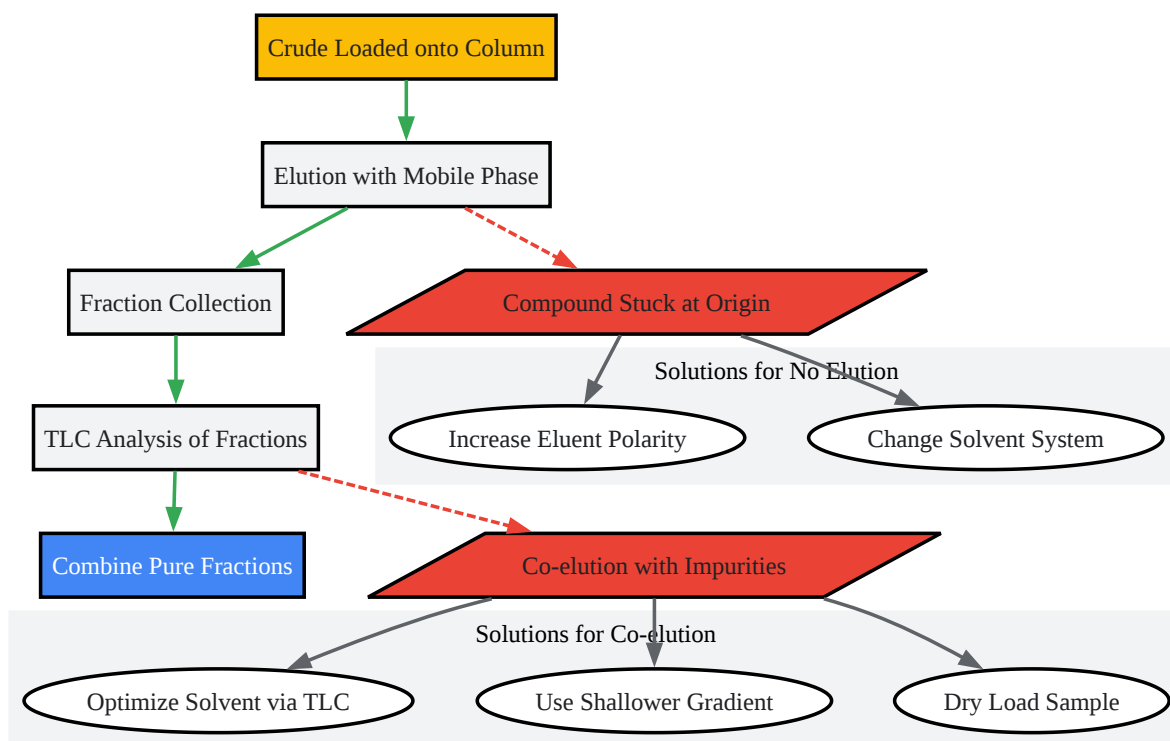 Crude Loaded onto Column
Elution with Mobile Phase
Fraction Collection
Compound Stuck at Origin
Solutions for No Elution
TLC Analysis of Fractions
Increase Eluent Polarity
Change Solvent System
Combine Pure Fractions
Co-elution with Impurities
Solutions for Co-elution
Optimize Solvent via TLC
Use Shallower Gradient
Dry Load Sample